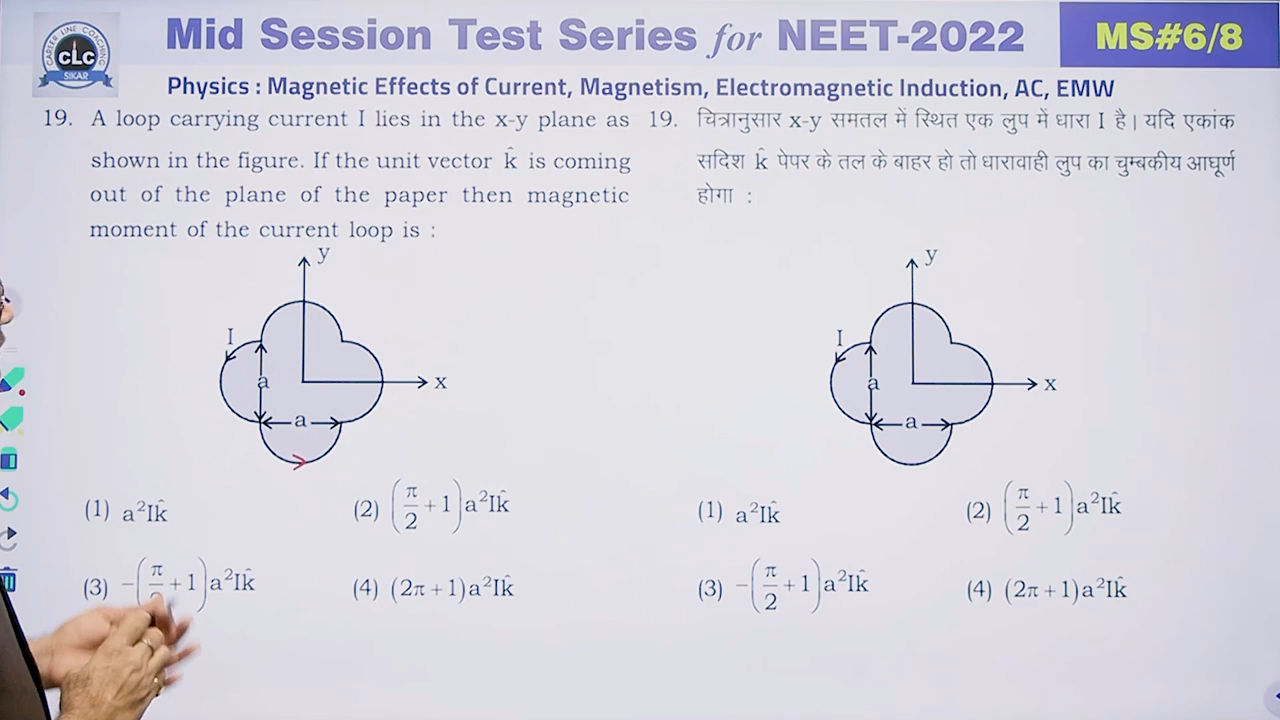 CAREER LINE COACHING
CLC
SIKAR
Mid Session Test Series for NEET-2022
MS#6/8
Physics : Magnetic Effects of Current, Magnetism, Electromagnetic Induction, AC, EMW
19. A loop carrying current I lies in the x-y plane as
shown in the figure. If the unit vector k̂ is coming
out of the plane of the paper then magnetic
moment of the current loop is :
y
I
a
x
a
(1) a²Ik̂
(2) (π/2 + 1)a²Ik̂
(3) -(π/2 + 1)a²Ik̂
(4) (2π + 1)a²Ik̂
19. चित्रानुसार x-y समतल में स्थित एक लुप में धारा I है। यदि एकांक
सदिश k̂ पेपर के तल के बाहर हो तो धारावाही लुप का चुम्बकीय आघूर्ण
होगा :
y
I
a
x
a
(1) a²Ik̂
(2) (π/2 + 1)a²Ik̂
(3) -(π/2 + 1)a²Ik̂
(4) (2π + 1)a²Ik̂